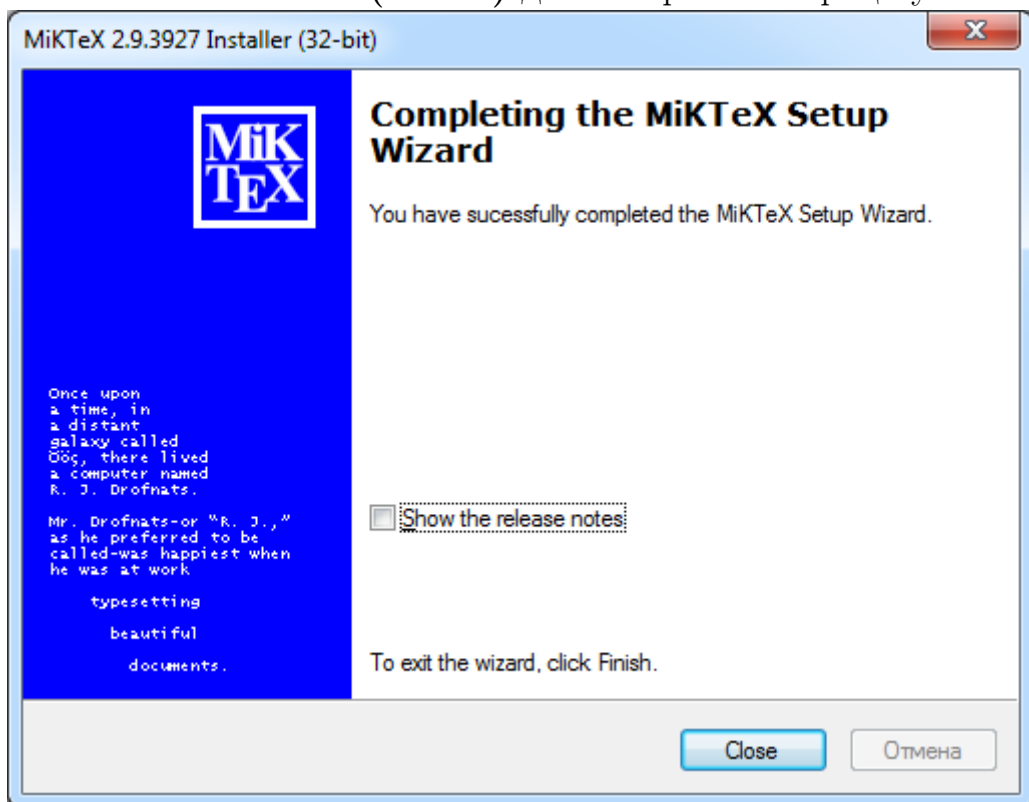 MiKTeX 2.9.3927 Installer (32-bit)
MiK
TEX
Completing the MiKTeX Setup
Wizard
You have sucessfully completed the MiKTeX Setup Wizard.
Once upon
a time, in
a distant
galaxy called
Ööç, there lived
a computer named
R. J. Drofnats.
Mr. Drofnats-or "R. J.,"
as he preferred to be
called-was happiest when
he was at work
typesetting
beautiful
documents.
Show the release notes
To exit the wizard, click Finish.
Close
Отмена